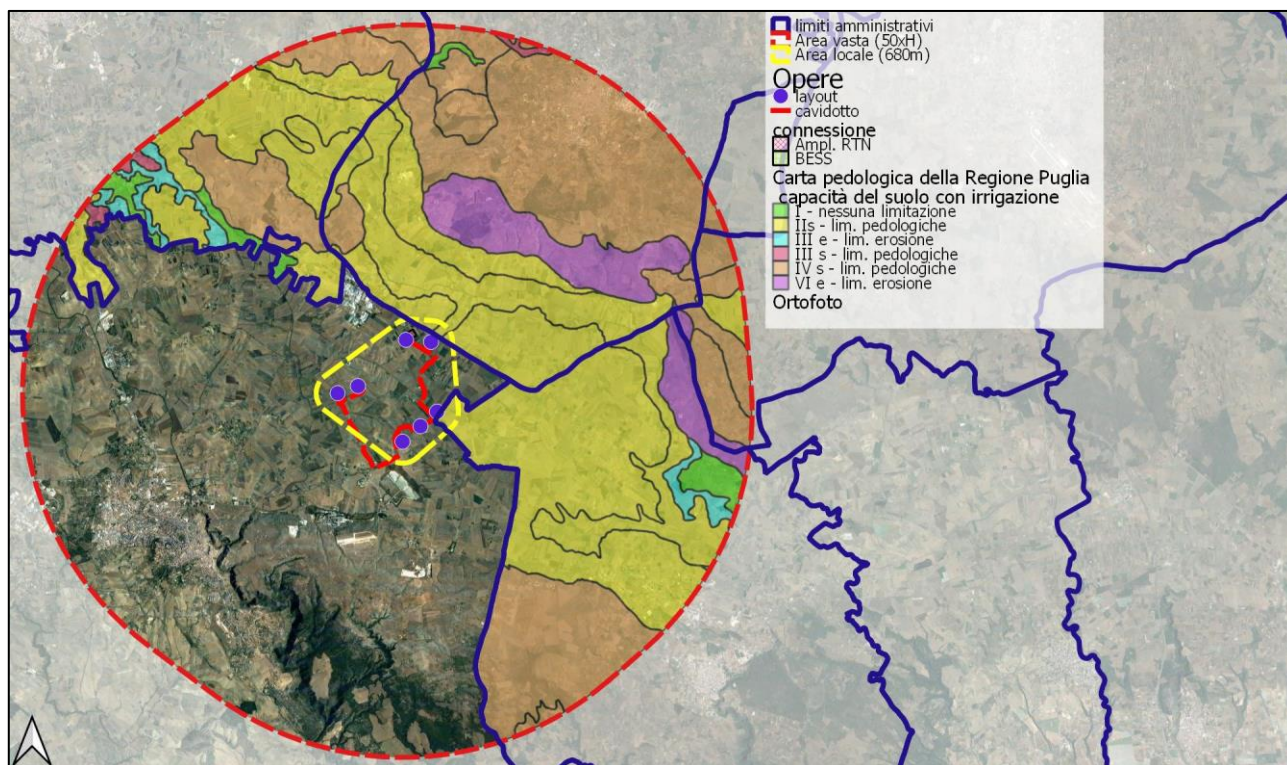 limiti amministrativi
Area vasta (50xH)
Area locale (680m)
Opere
layout
cavidotto
connessione
Ampl. RTN
BESS
Carta pedologica della Regione Puglia
capacità del suolo con irrigazione
I - nessuna limitazione
IIs - lim. pedologiche
III e - lim. erosione
III s - lim. pedologiche
IV s - lim. pedologiche
VI e - lim. erosione
Ortofoto